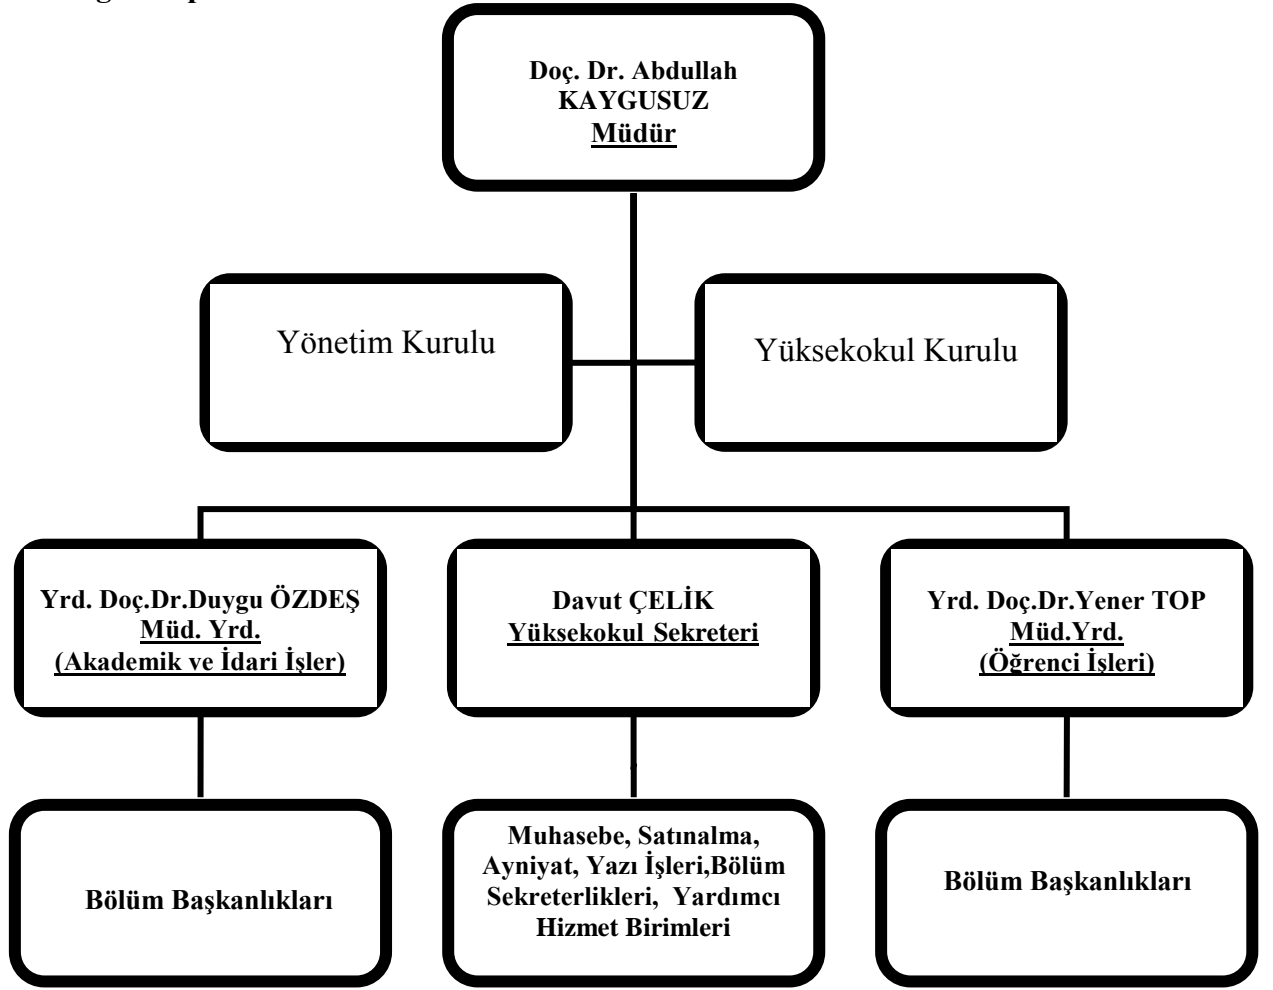 Doç. Dr. Abdullah
KAYGUSUZ
Müdür
Yönetim Kurulu
Yüksekokul Kurulu
Yrd. Doç.Dr.Duygu ÖZDEŞ
Müd. Yrd.
(Akademik ve İdari İşler)
Davut ÇELİK
Yüksekokul Sekreteri
Yrd. Doç.Dr.Yener TOP
Müd.Yrd.
(Öğrenci İşleri)
Bölüm Başkanlıkları
Muhasebe, Satınalma,
Ayniyat, Yazı İşleri,Bölüm
Sekreterlikleri, Yardımcı
Hizmet Birimleri
Bölüm Başkanlıkları